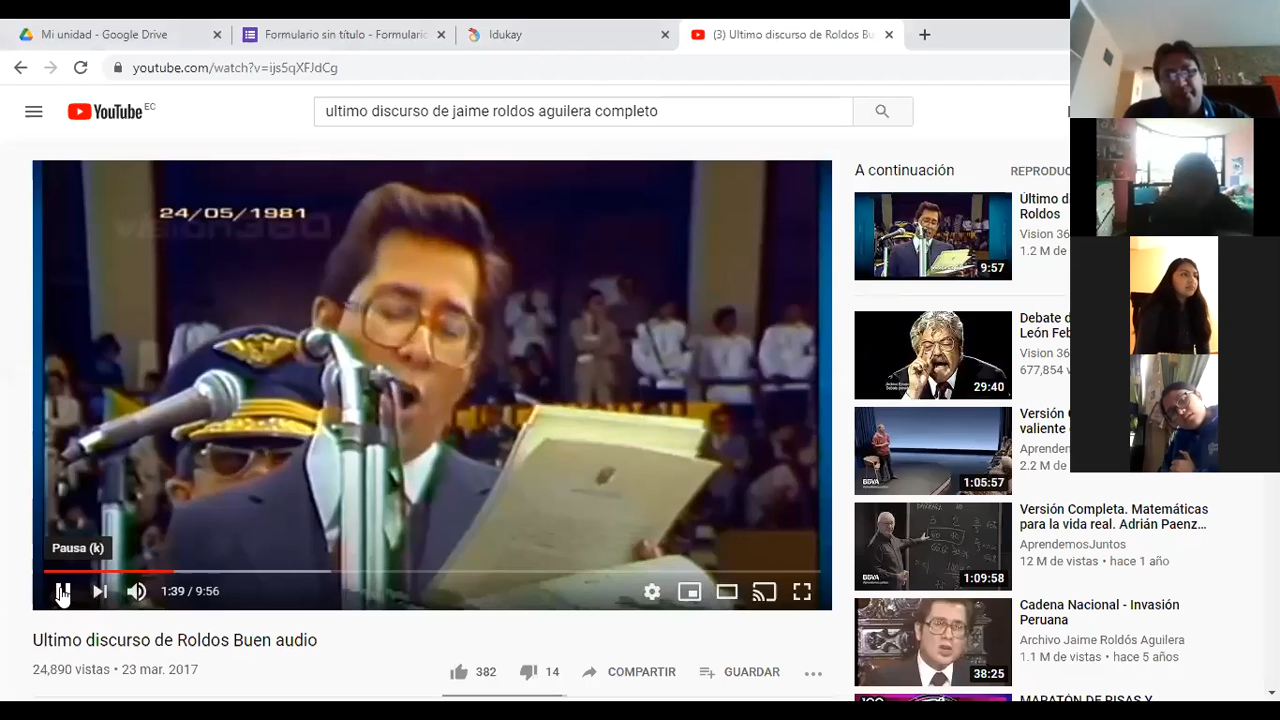 Mi unidad - Google Drive
Formulario sin título - Formulario
Idukay
(3) Ultimo discurso de Roldos Bu
youtube.com/watch?v=ijs5qXFJdCg
YouTube EC
ultimo discurso de jaime roldos aguilera completo
24/05/1981
Pausa (k)
1:39 / 9:56
Ultimo discurso de Roldos Buen audio
24,890 vistas • 23 mar. 2017
382
14
COMPARTIR
GUARDAR
A continuación
REPRODUC
Último d
Roldos
Vision 36
1.2 M de
9:57
Debate d
León Feb
Vision 36
677,854 v
29:40
Versión
valiente
Aprende
2.2 M de
BBVA
1:05:57
Versión Completa. Matemáticas
para la vida real. Adrián Paenz...
AprendemosJuntos
12 M de vistas • hace 1 año
BBVA
1:09:58
Cadena Nacional - Invasión
Peruana
Archivo Jaime Roldós Aguilera
1.1 M de vistas • hace 5 años
38:25
MARATÓN DE RISAS Y